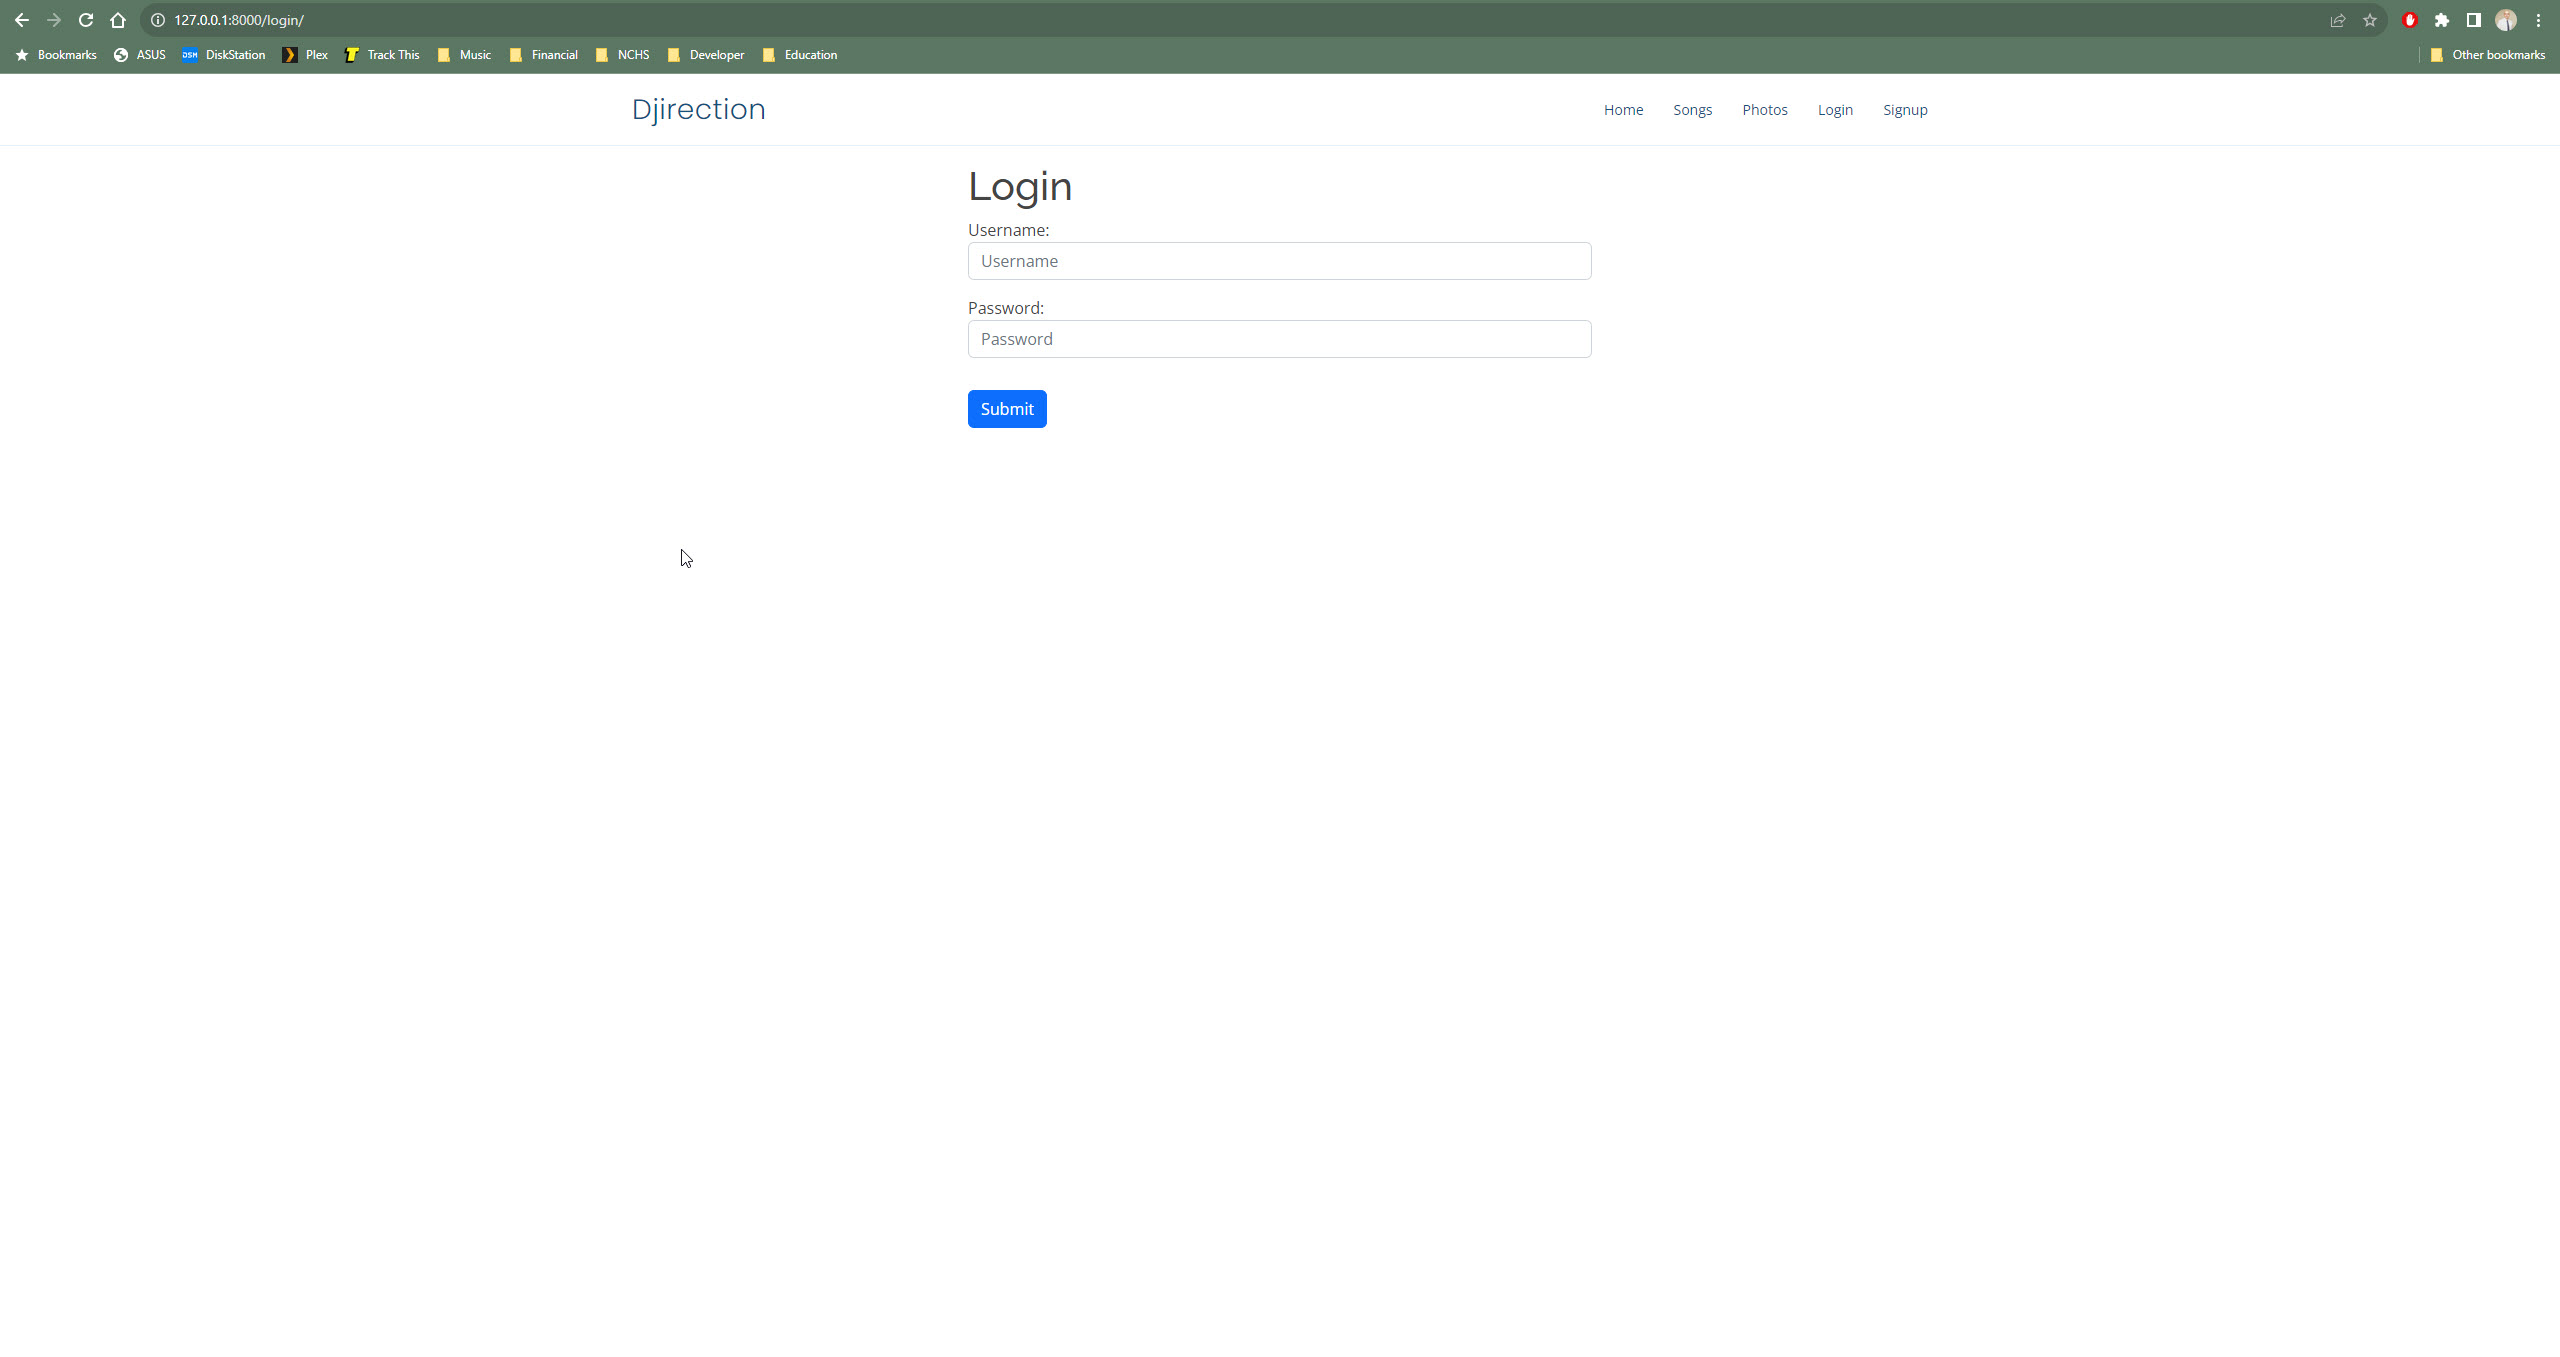 127.0.0.1:8000/login/
Bookmarks ASUS DSM DiskStation Plex Track This Music Financial NCHS Developer Education Other bookmarks
Djirection Home Songs Photos Login Signup
Login
Username:
Username
Password:
Password
Submit